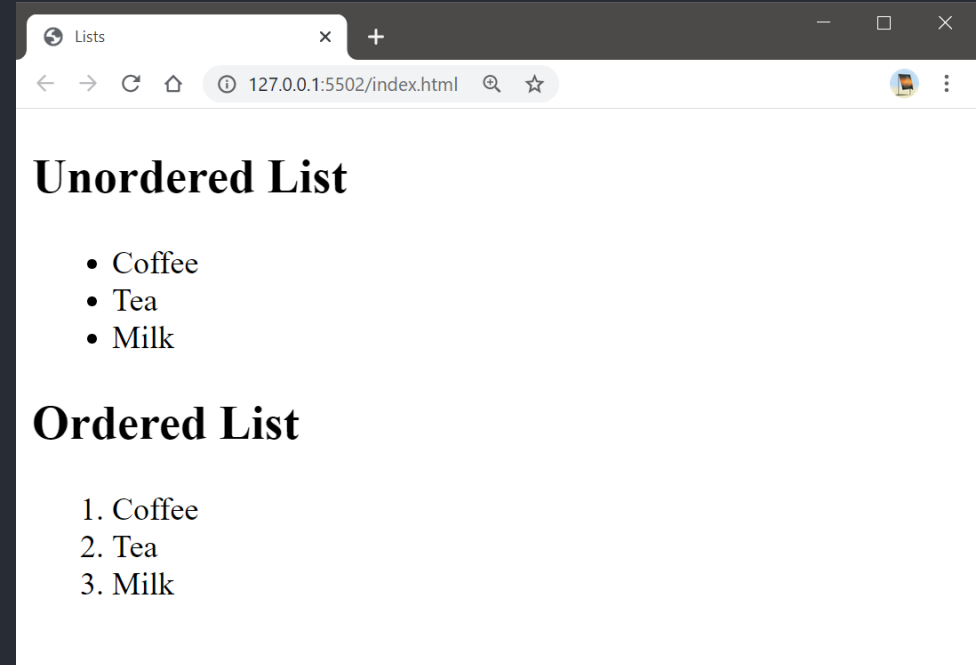 Lists
127.0.0.1:5502/index.html
Unordered List
• Coffee
• Tea
• Milk
Ordered List
1. Coffee
2. Tea
3. Milk